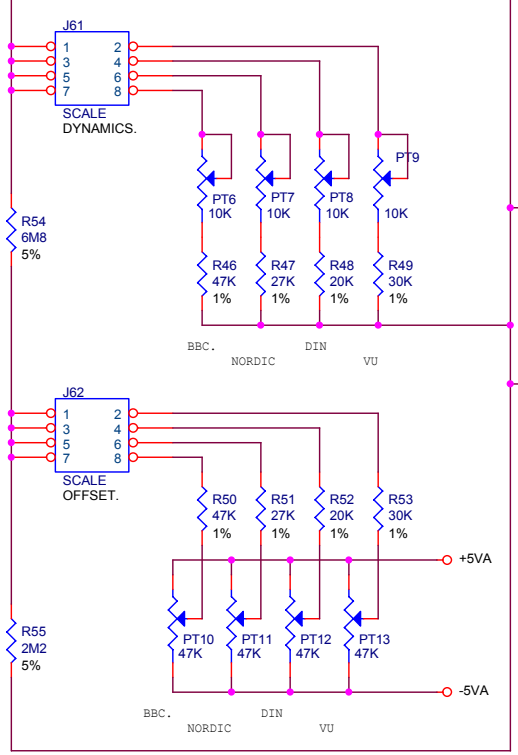 J61
1 2
3 4
5 6
7 8
SCALE
DYNAMICS.
PT6
10K
PT7
10K
PT8
10K
PT9
10K
R54
6M8
5%
R46
47K
1%
R47
27K
1%
R48
20K
1%
R49
30K
1%
BBC.
NORDIC
DIN
VU
J62
1 2
3 4
5 6
7 8
SCALE
OFFSET.
R50
47K
1%
R51
27K
1%
R52
20K
1%
R53
30K
1%
+5VA
R55
2M2
5%
PT10
47K
PT11
47K
PT12
47K
PT13
47K
-5VA
BBC.
NORDIC
DIN
VU